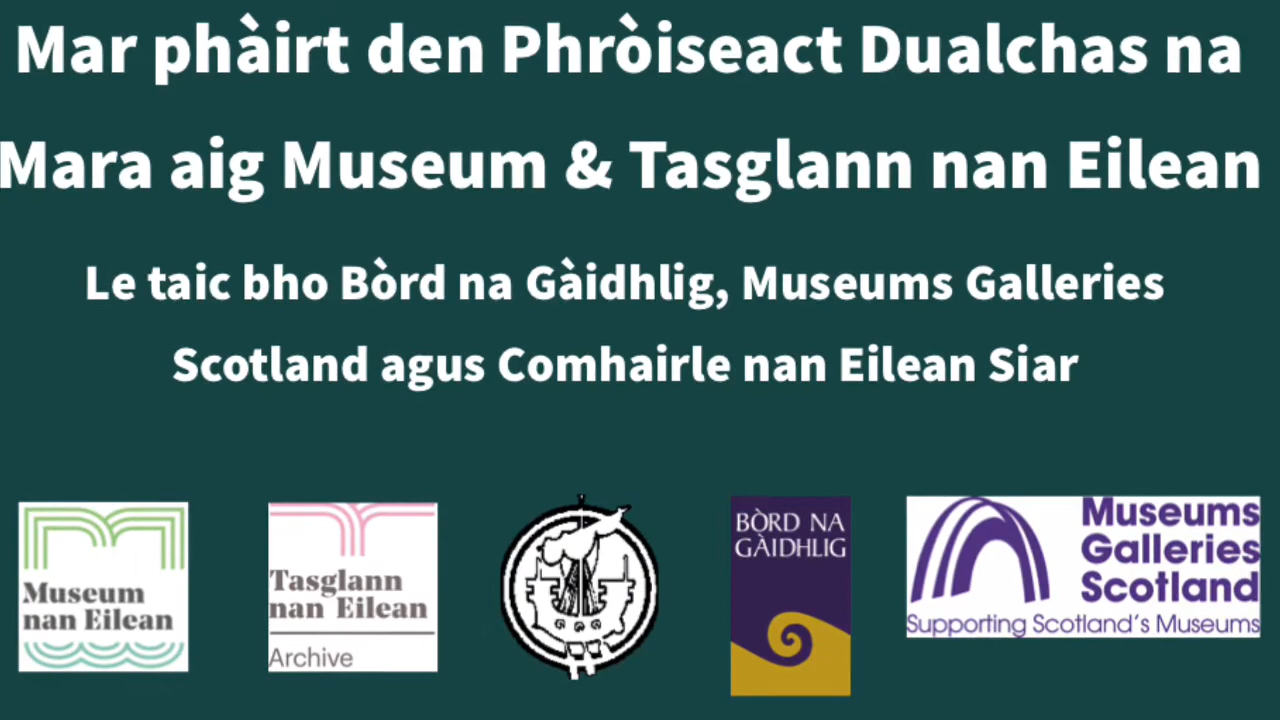 Mar phàirt den Phròiseact Dualchas na
Mara aig Museum & Tasglann nan Eilean
Le taic bho Bòrd na Gàidhlig, Museums Galleries
Scotland agus Comhairle nan Eilean Siar
Museum
nan Eilean
Tasglann
nan Eilean
Archive
BÒRD NA
GÀIDHLIG
Museums
Galleries
Scotland
Supporting Scotland's Museums